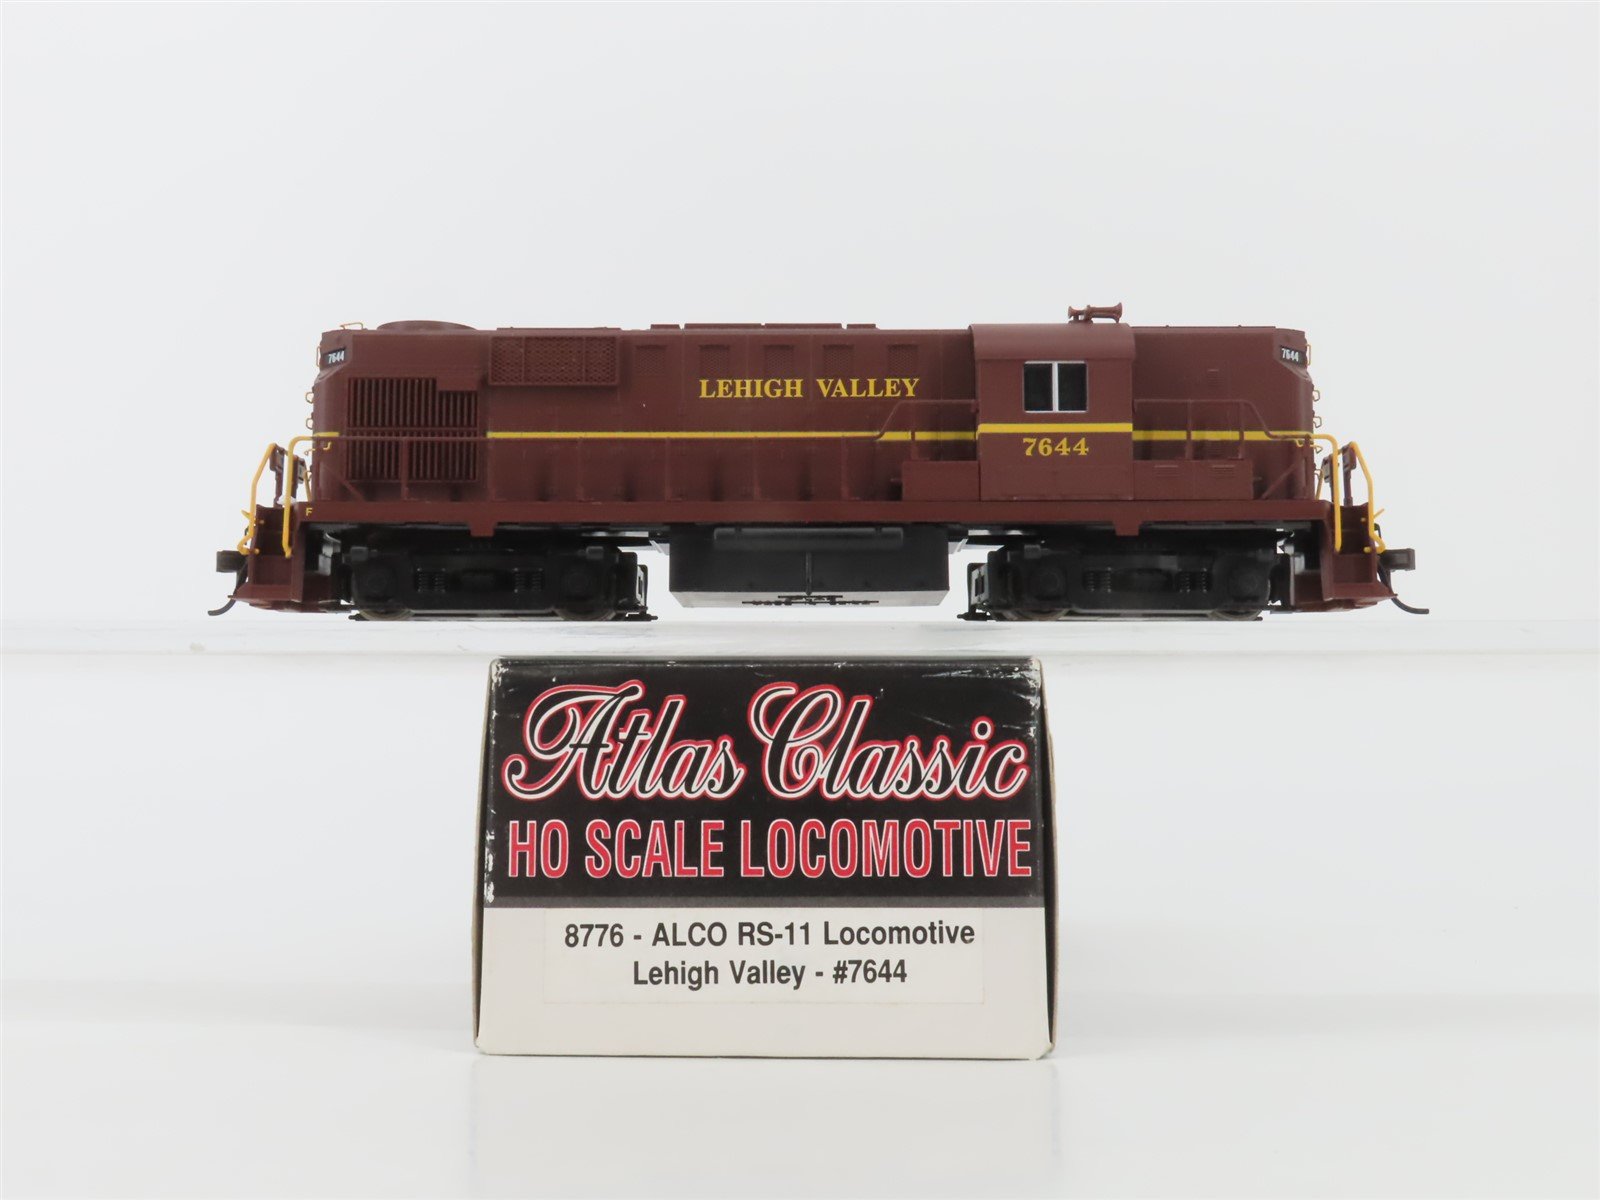 7644
7644
LEHIGH VALLEY
7644
F
Atlas Classic
HO SCALE LOCOMOTIVE
8776 - ALCO RS-11 Locomotive
Lehigh Valley - #7644